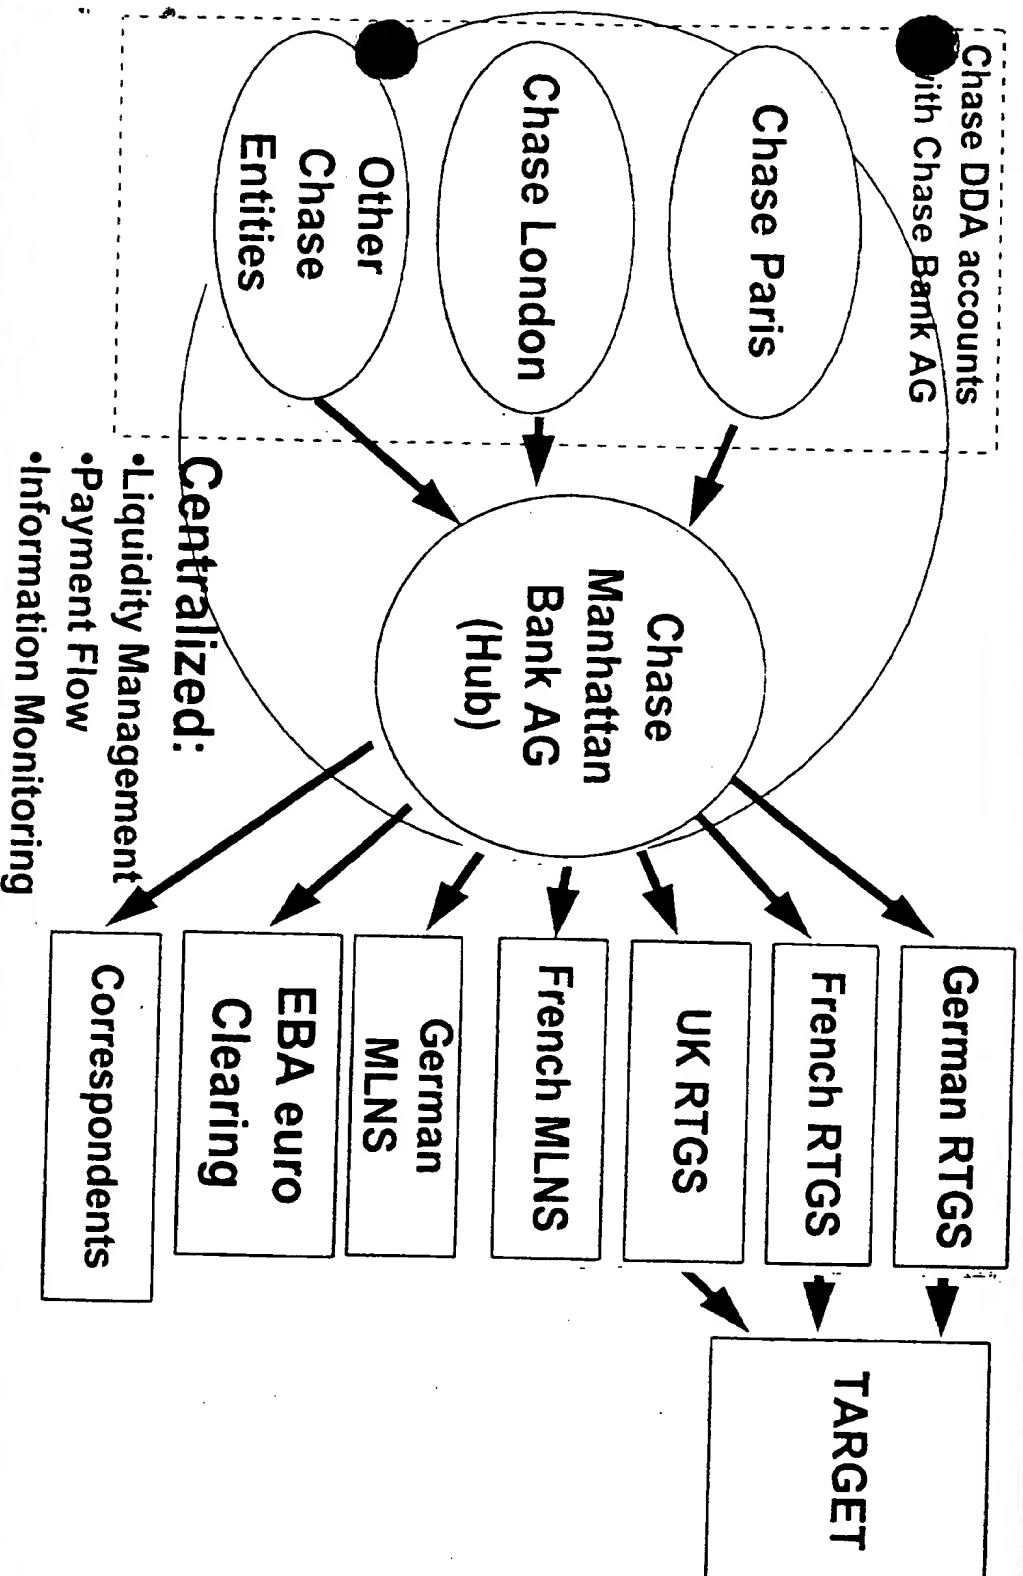 Chase DDA accounts
with Chase Bank AG
Chase Paris
Chase London
Other
Chase
Entities
Chase
Manhattan
Bank AG
(Hub)
Centralized:
•Liquidity Management
•Payment Flow
•Information Monitoring
German RTGS
French RTGS
UK RTGS
French MLNS
German
MLNS
EBA euro
Clearing
Correspondents
TARGET